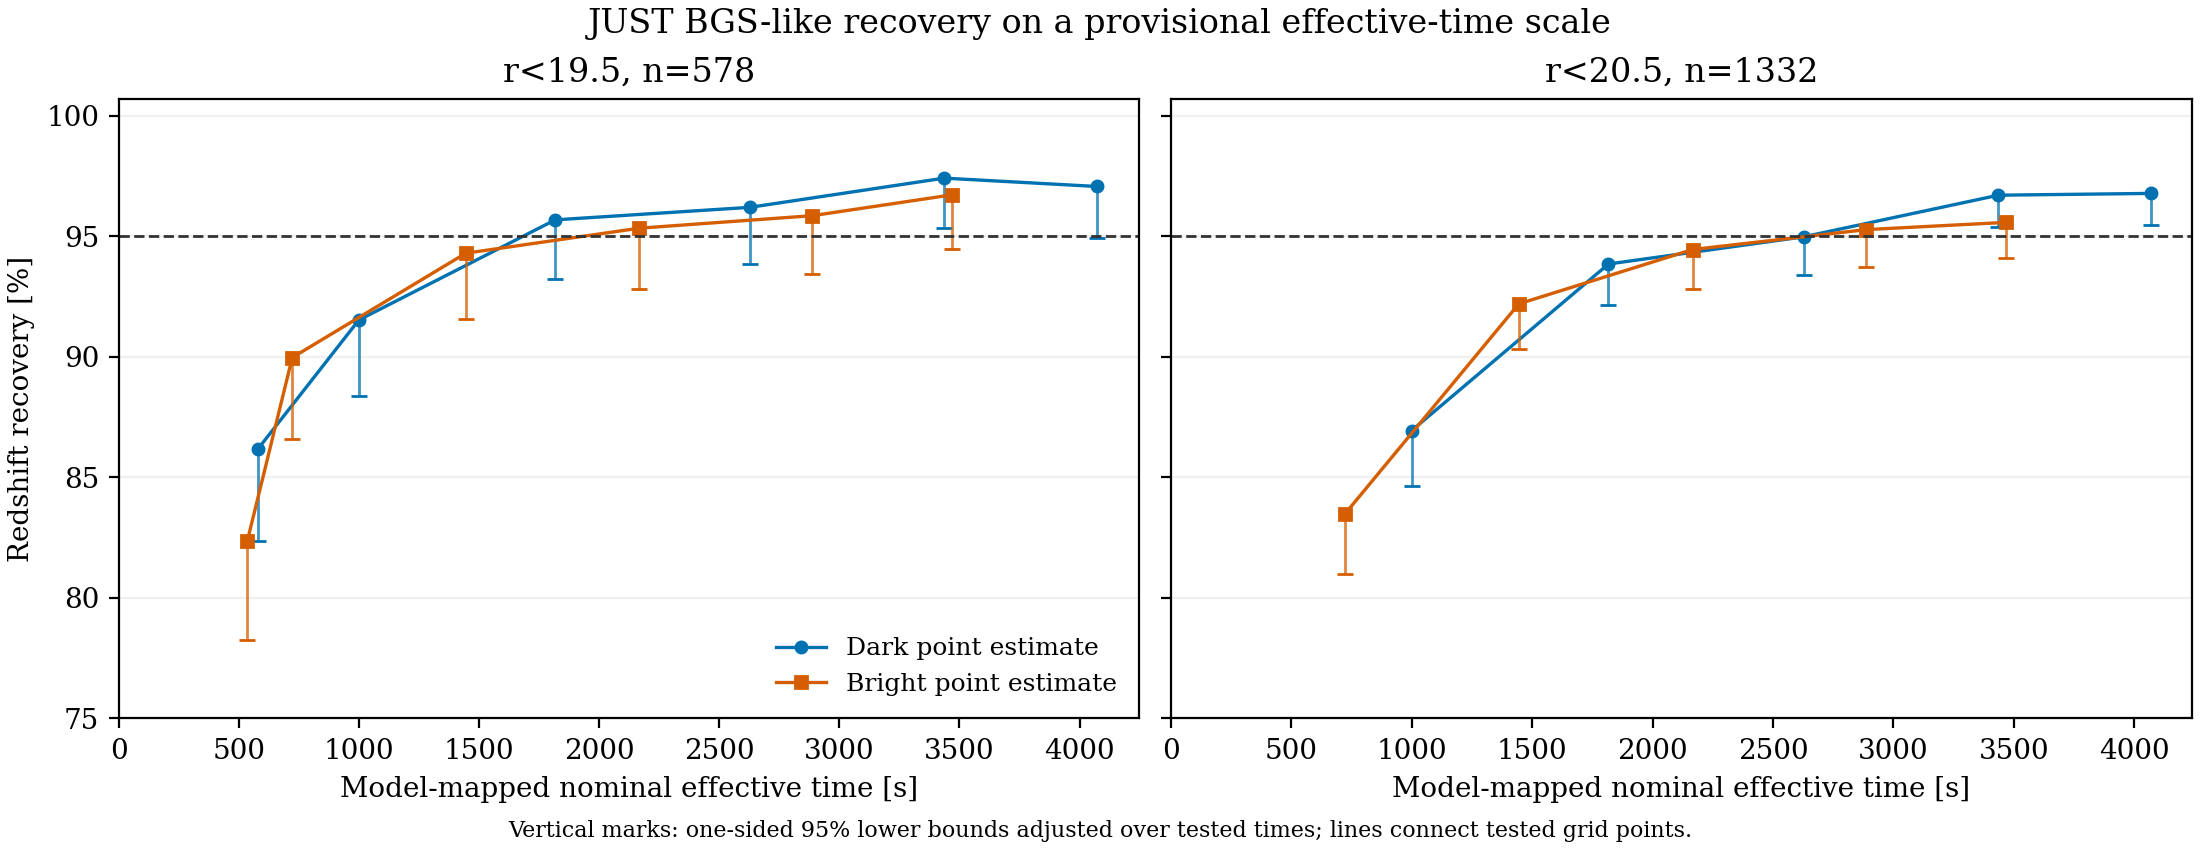 JUST BGS-like recovery on a provisional effective-time scale
r<19.5, n=578
r<20.5, n=1332
Redshift recovery [%]
100
95
90
85
80
75
Dark point estimate
Bright point estimate
0 500 1000 1500 2000 2500 3000 3500 4000
0 500 1000 1500 2000 2500 3000 3500 4000
Model-mapped nominal effective time [s]
Model-mapped nominal effective time [s]
Vertical marks: one-sided 95% lower bounds adjusted over tested times; lines connect tested grid points.